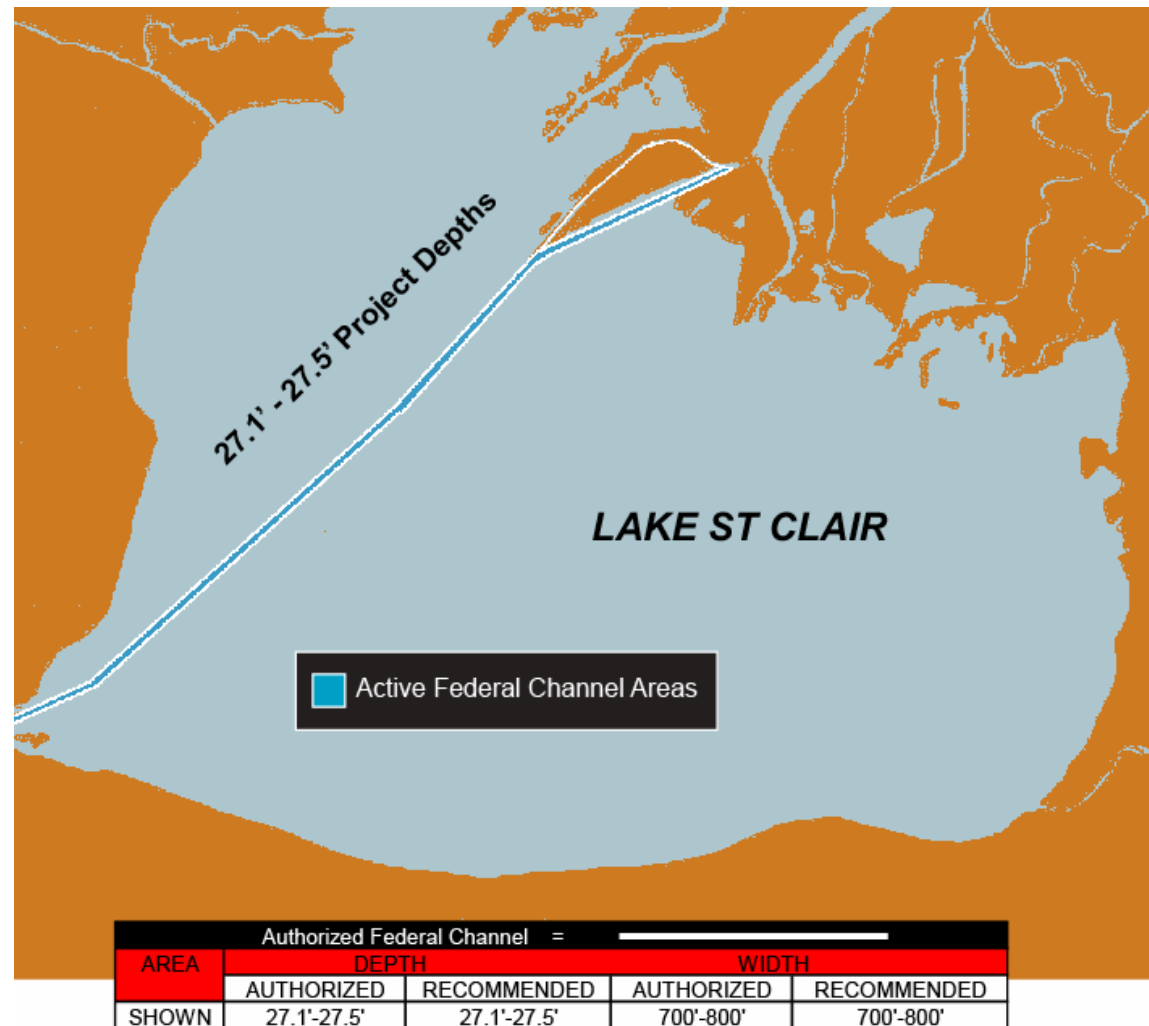 27.1' - 27.5' Project Depths
LAKE ST CLAIR
Active Federal Channel Areas
Authorized Federal Channel =
AREA DEPTH WIDTH
AUTHORIZED RECOMMENDED AUTHORIZED RECOMMENDED
SHOWN 27.1'-27.5' 27.1'-27.5' 700'-800' 700'-800'